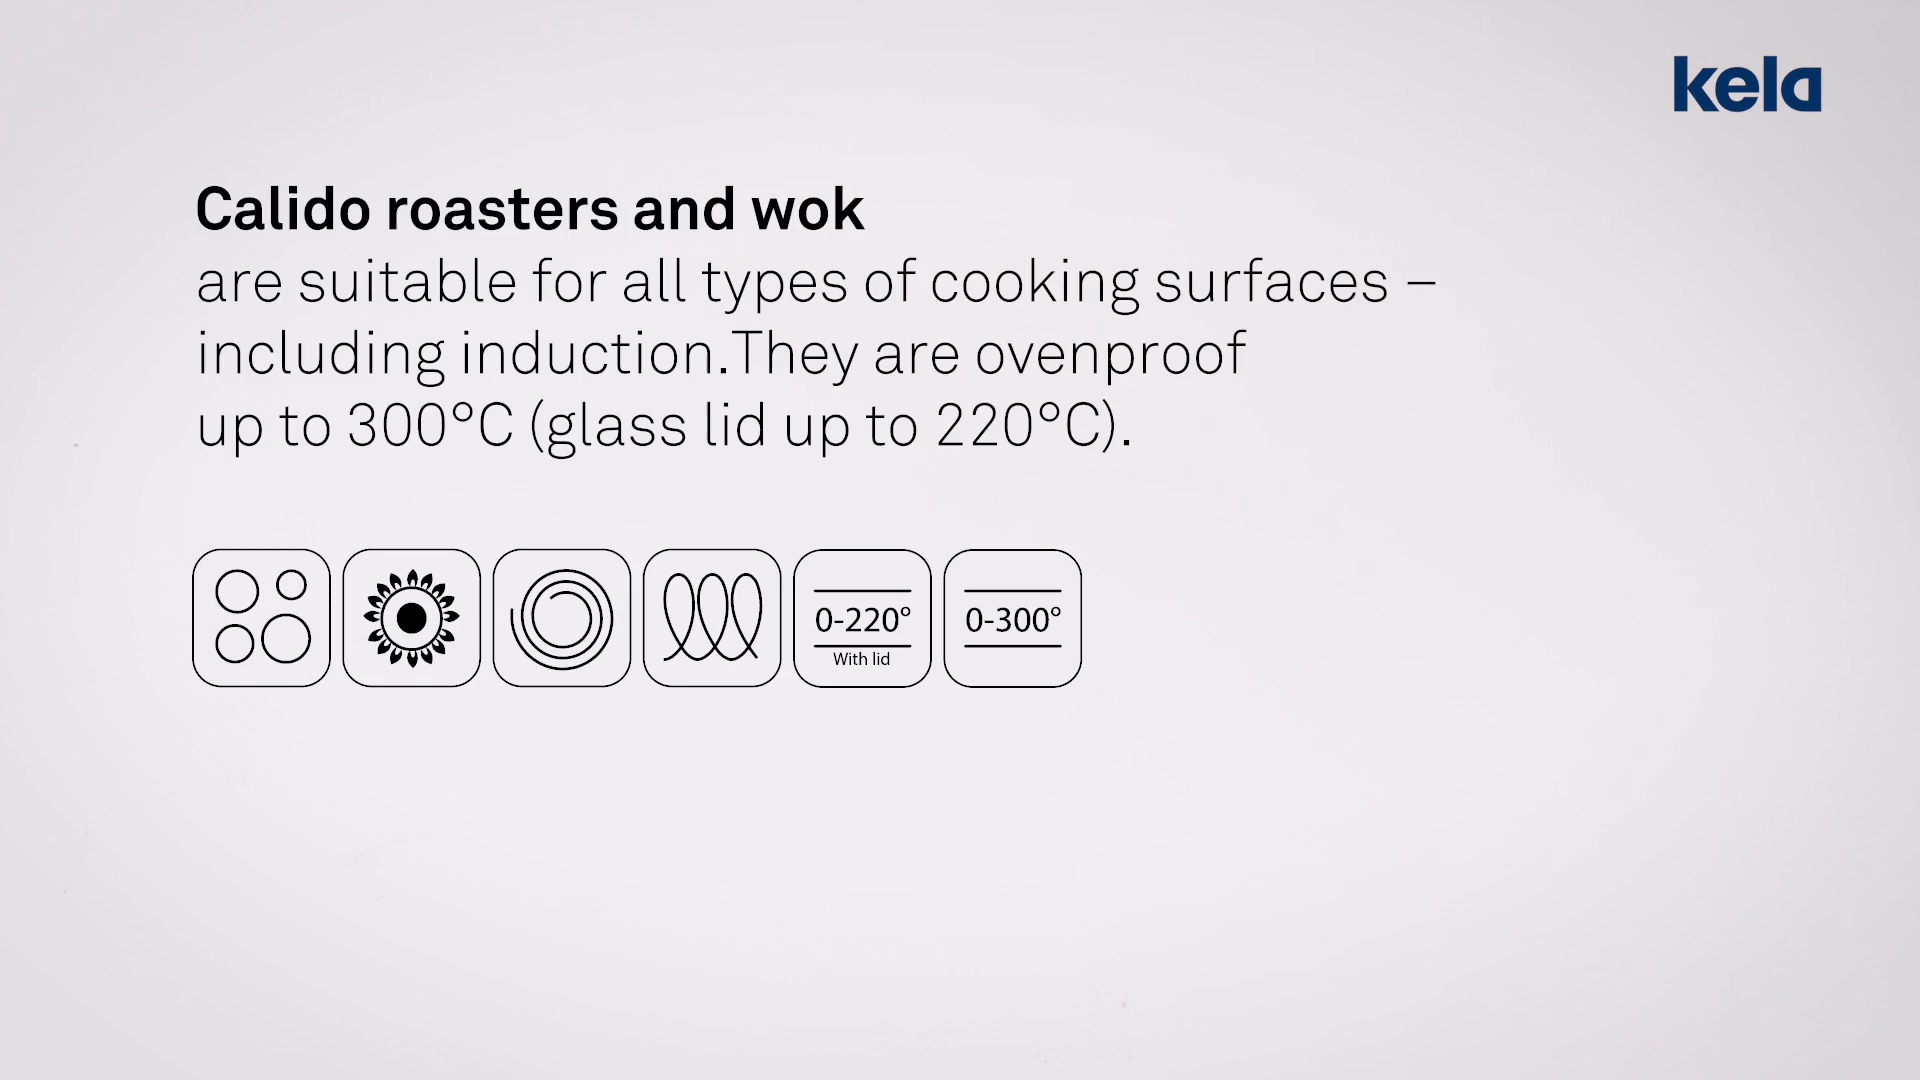 kela
Calido roasters and wok
are suitable for all types of cooking surfaces –
including induction.They are ovenproof
up to 300°C (glass lid up to 220°C).
0-220°
With lid
0-300°